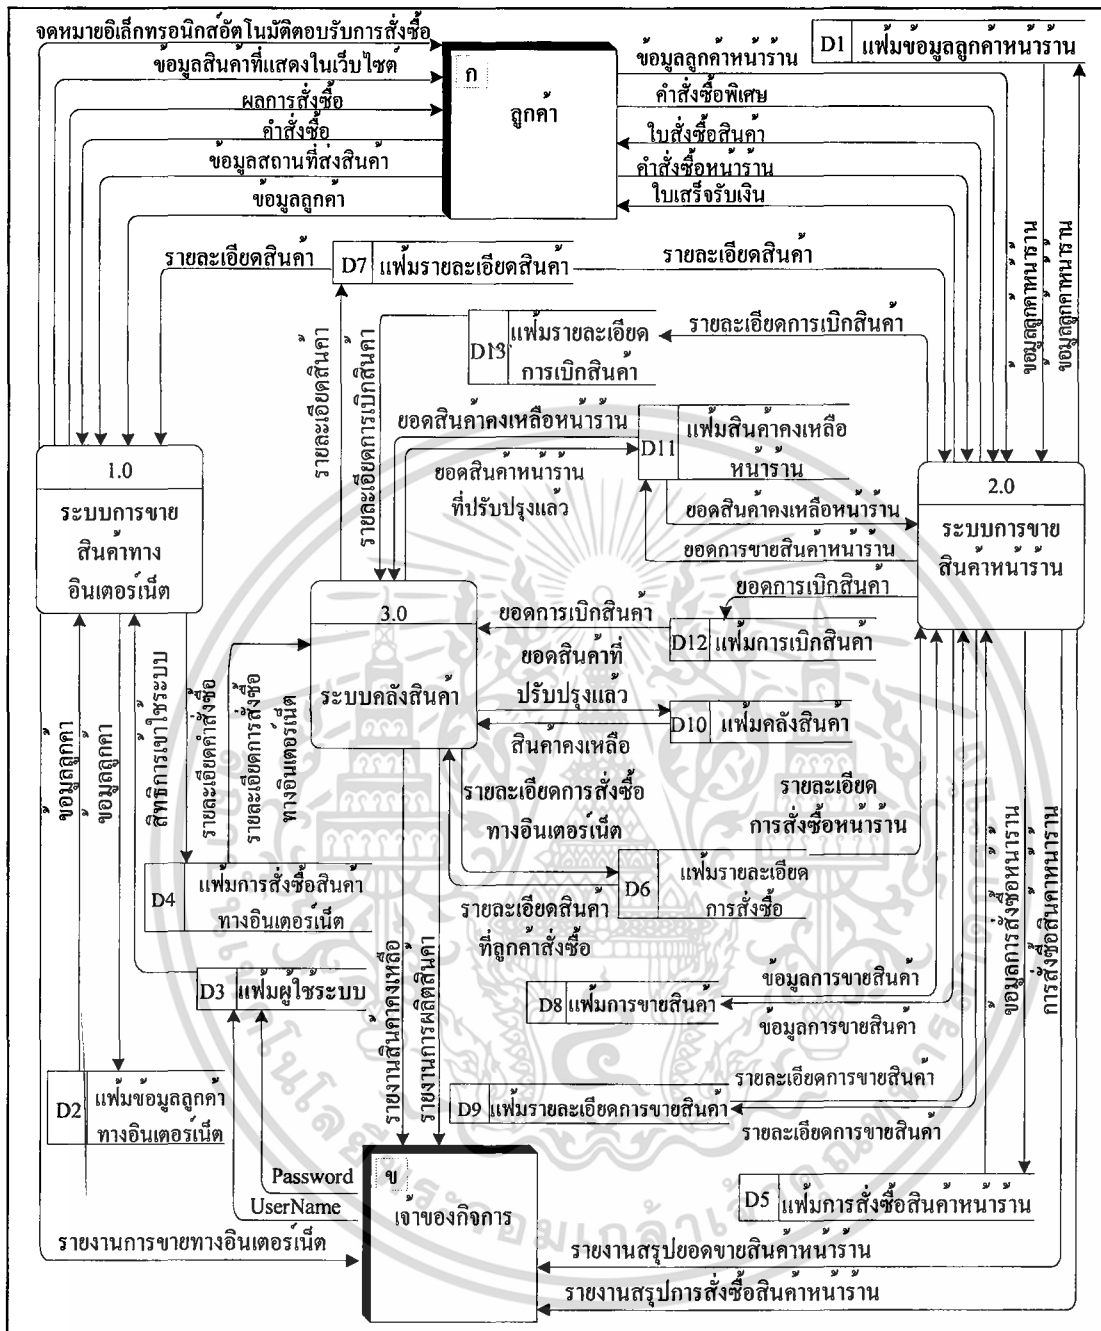 จดหมายอิเล็กทรอนิกส์อัตโนมัติตอบรับการสั่งซื้อ
ข้อมูลสินค้าที่แสดงในเว็บไซต์
ผลการสั่งซื้อ
คำสั่งซื้อ
ข้อมูลสถานที่ส่งสินค้า
ข้อมูลลูกค้า
ก
ลูกค้า
ข้อมูลลูกค้าหน้าร้าน
คำสั่งซื้อพิเศษ
ใบสั่งซื้อสินค้า
คำสั่งซื้อหน้าร้าน
ใบเสร็จรับเงิน
D1 แฟ้มข้อมูลลูกค้าหน้าร้าน
ข้อมูลลูกค้าหน้าร้าน
ข้อมูลลูกค้าหน้าร้าน
รายละเอียดสินค้า
D7 แฟ้มรายละเอียดสินค้า
รายละเอียดสินค้า
รายละเอียดสินค้า
รายละเอียดการเบิกสินค้า
D13 แฟ้มรายละเอียด
การเบิกสินค้า
รายละเอียดการเบิกสินค้า
ยอดสินค้าคงเหลือหน้าร้าน
ยอดสินค้าหน้าร้าน
ที่ปรับปรุงแล้ว
D11 แฟ้มสินค้าคงเหลือ
หน้าร้าน
ยอดสินค้าคงเหลือหน้าร้าน
ยอดการขายสินค้าหน้าร้าน
1.0
ระบบการขาย
สินค้าทาง
อินเตอร์เน็ต
2.0
ระบบการขาย
สินค้าหน้าร้าน
3.0
ระบบคลังสินค้า
ยอดการเบิกสินค้า
ยอดการเบิกสินค้า
D12 แฟ้มการเบิกสินค้า
ยอดสินค้าที่
ปรับปรุงแล้ว
สินค้าคงเหลือ
D10 แฟ้มคลังสินค้า
ข้อมูลลูกค้า
ข้อมูลลูกค้า
สิทธิการเข้าใช้ระบบ
รายละเอียดคำสั่งซื้อ
รายละเอียดการสั่งซื้อ
ทางอินเตอร์เน็ต
รายละเอียดการสั่งซื้อ
ทางอินเตอร์เน็ต
รายละเอียด
การสั่งซื้อหน้าร้าน
D6 แฟ้มรายละเอียด
การสั่งซื้อ
รายละเอียดสินค้า
ที่ลูกค้าสั่งซื้อ
D4 แฟ้มการสั่งซื้อสินค้า
ทางอินเตอร์เน็ต
D3 แฟ้มผู้ใช้ระบบ
D2 แฟ้มข้อมูลลูกค้า
ทางอินเตอร์เน็ต
รายงานสินค้าคงเหลือ
รายงานการผลิตสินค้า
ข้อมูลการขายสินค้า
D8 แฟ้มการขายสินค้า
ข้อมูลการขายสินค้า
รายละเอียดการขายสินค้า
D9 แฟ้มรายละเอียดการขายสินค้า
รายละเอียดการขายสินค้า
ข้อมูลการสั่งซื้อหน้าร้าน
การสั่งซื้อสินค้าหน้าร้าน
D5 แฟ้มการสั่งซื้อสินค้าหน้าร้าน
Password
UserName
ข
เจ้าของกิจการ
รายงานการขายทางอินเตอร์เน็ต
รายงานสรุปยอดขายสินค้าหน้าร้าน
รายงานสรุปการสั่งซื้อสินค้าหน้าร้าน